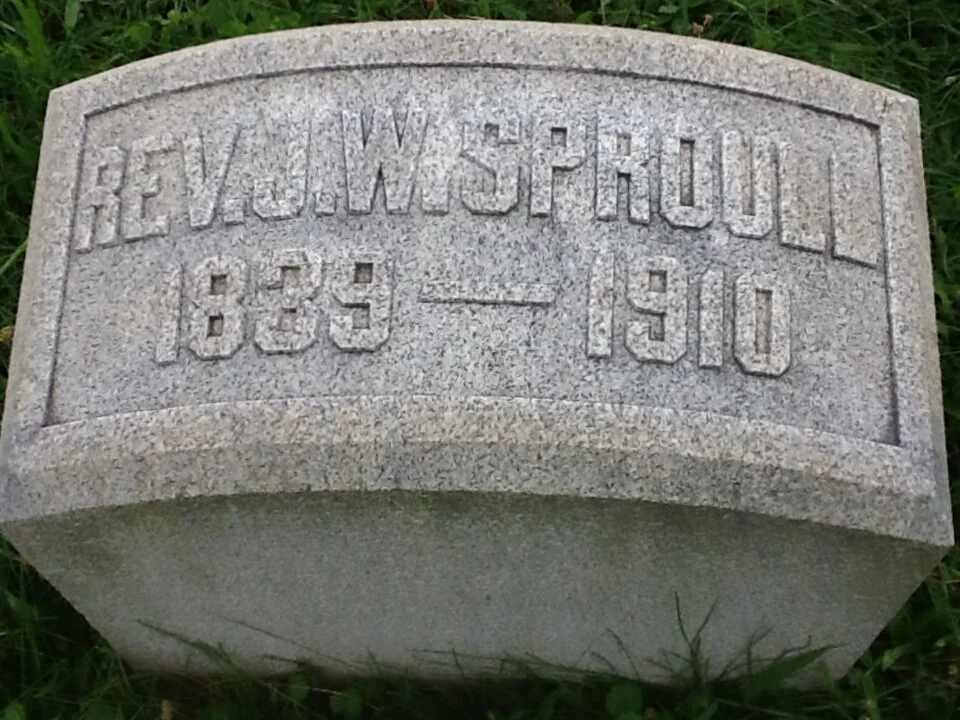 REV. J. W. SPROULL
1839 — 1910